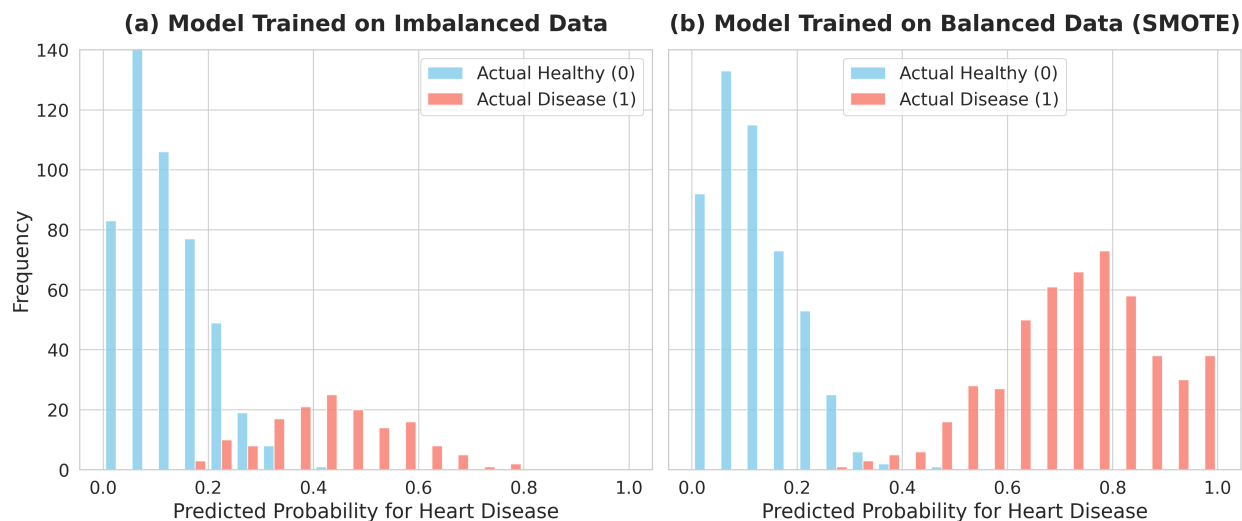 (a) Model Trained on Imbalanced Data
(b) Model Trained on Balanced Data (SMOTE)
Frequency
140
120
100
80
60
40
20
0
Actual Healthy (0)
Actual Disease (1)
0.0 0.2 0.4 0.6 0.8 1.0
Predicted Probability for Heart Disease
Actual Healthy (0)
Actual Disease (1)
0.0 0.2 0.4 0.6 0.8 1.0
Predicted Probability for Heart Disease